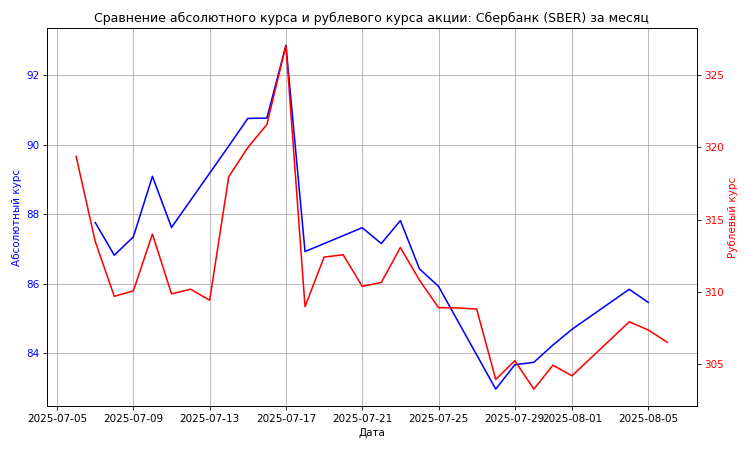 Сравнение абсолютного курса и рублевого курса акции: Сбербанк (SBER) за месяц
Абсолютный курс
92
90
88
86
84
325
320
315
310
305
Рублевый курс
2025-07-05 2025-07-09 2025-07-13 2025-07-17 2025-07-21 2025-07-25 2025-07-29 2025-08-01 2025-08-05
Дата